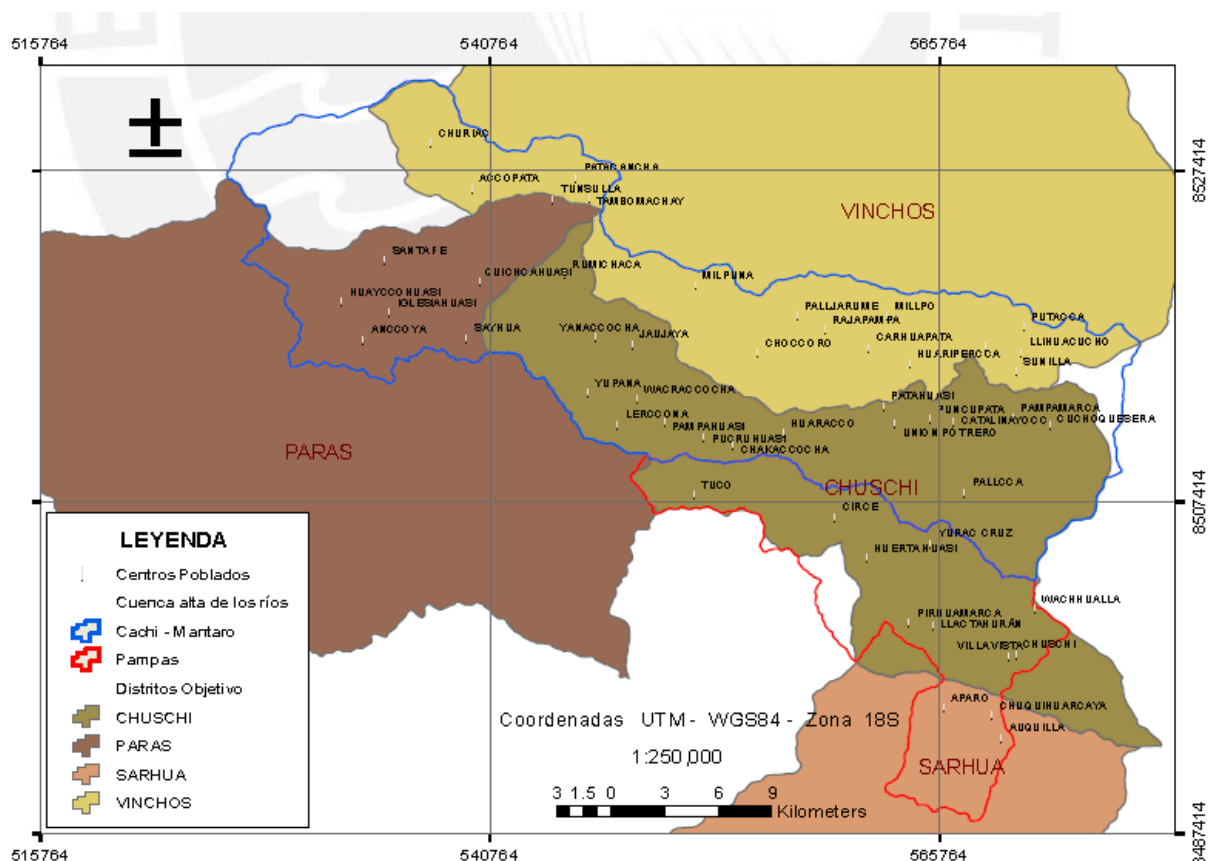 515764 540764 565764
CHURIAC
PATACANCHA
8527414
ACCOPATA
TUNSULLA
TAMBOMACHAY
VINCHOS
SANTAFE
CUICHCAHUASI
RUMICHACA
MILPUNA
HUAYCCOHUASI
IGLESIAHUASI
PALLJARUME MILLPO
PUTACCA
RAJAPAMPA
ANCCOYA
SAYHUA
YANACCOCHA
JAUJAYA
CHOCCORO
CARHUAPATA
LLIHUACUCHO
HUARIPERCCA
SUNILLA
YUPANA
WACRACCOCHA
PATAHUASI
LERCCONA
PAMPAHUASI
HUARACCO
PUNCUPATA
PAMPAMARCA
CATALINAYOCC
CUCHOQUESERA
UNION POTRERO
PUCRUHUASI
CHAKACCOCHA
PARAS
TUCO
CHUSCHI
PALLCCA
CIRCE
8507414
YURAC CRUZ
HUERTAHUASI
WACHHUALLA
PIRHUAMARCA
LLACTAHURÁN
VILLAVISTA
CHUSCHI
APARO
CHUQUIHUARCAYA
AUQUILLA
SARHUA
LEYENDA
Centros Poblados
Cuenca alta de los ríos
Cachi - Mantaro
Pampas
Distritos Objetivo
CHUSCHI
PARAS
SARHUA
VINCHOS
Coordenadas UTM - WGS84 - Zona 18S
1:250,000
3 1.5 0 3 6 9
Kilometers
8487414
515764 540764 565764